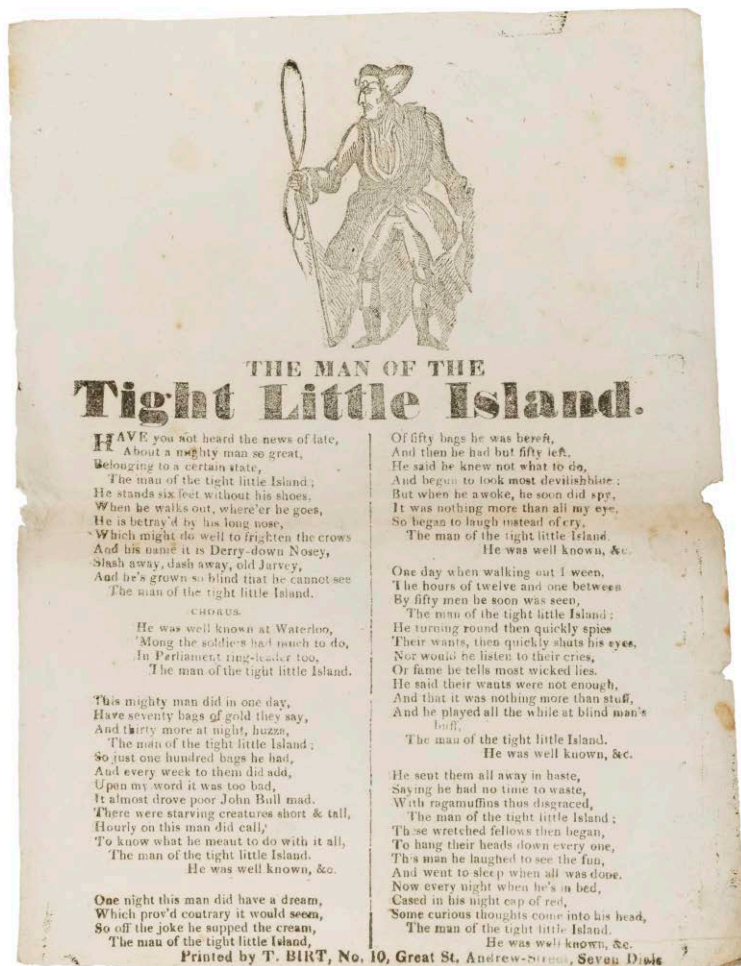 THE MAN OF THE
Tight Little Island.
HAVE you not heard the news of late,
About a mighty man so great,
Belonging to a certain state,
The man of the tight little Island;
He stands six feet without his shoes,
When he walks out, where'er he goes,
He is betray'd by his long nose,
Which might do well to frighten the crows
And his name it is Derry-down Nosey,
Slash away, dash away, old Jarvey,
And he's grown so blind that he cannot see
The man of the tight little Island.
CHORUS.
He was well known at Waterloo,
'Mong the soldiers had much to do,
In Parliament ring-leader too,
The man of the tight little Island.
This mighty man did in one day,
Have seventy bags of gold they say,
And thirty more at night, huzza,
The man of the tight little Island;
So just one hundred bags he had,
And every week to them did add,
Upon my word it was too bad,
It almost drove poor John Bull mad.
There were starving creatures short & tall,
Hourly on this man did call,
To know what he meaut to do with it all,
The man of the tight little Island.
He was well known, &c.
One night this man did have a dream,
Which prov'd coutrary it would seem,
So off the joke he supped the cream,
The mau of the tight little Island,
Of fifty bags he was bereft,
And then he had but fifty left,
He said he knew not what to do,
And begun to look most devilishblue;
But when he awoke, he soon did spy,
It was nothing more than all my eye,
So began to laugh instead of cry,
The man of the tight little Island.
He was well known, &c.
One day when walking out I ween,
The hours of twelve and one between
By fifty men he soon was seen,
The man of the tight little Island;
He turning round then quickly spies
Their wants, then quickly shuts his eyes,
Nor would he listen to their cries,
Or fame he tells most wicked lies.
He said their wants were not enough,
And that it was nothing more than stuff,
And he played all the while at blind man's
buff,
The man of the tight little Island.
He was well known, &c.
He sent them all away in haste,
Saying he had no time to waste,
With ragamuffins thus disgraced,
The man of the tight little Island;
These wretched fellows then began,
To hang their heads down every one,
This man he laughed to see the fun,
And went to sleep when all was done.
Now every night when he's in bed,
Cased in his night cap of red,
Some curious thoughts come into his head,
The man of the tight little Island.
He was well known, &c.
Printed by T. BIRT, No. 10, Great St. Andrew-Street, Seven Dials